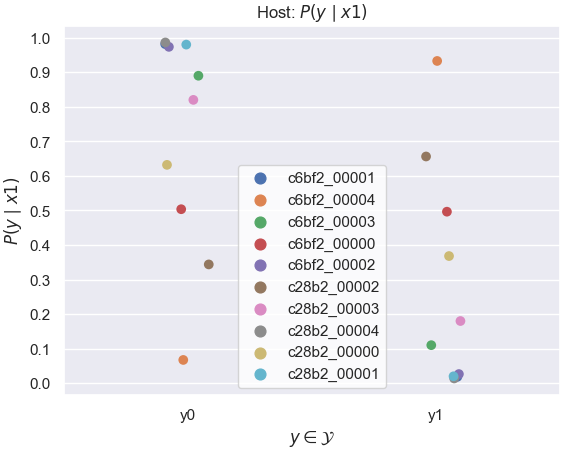 Host: P(y | x1)
1.0
0.9
0.8
0.7
0.6
0.5
0.4
0.3
0.2
0.1
0.0
P(y | x1)
c6bf2_00001
c6bf2_00004
c6bf2_00003
c6bf2_00000
c6bf2_00002
c28b2_00002
c28b2_00003
c28b2_00004
c28b2_00000
c28b2_00001
y0 y1
y ∈ 𝒴